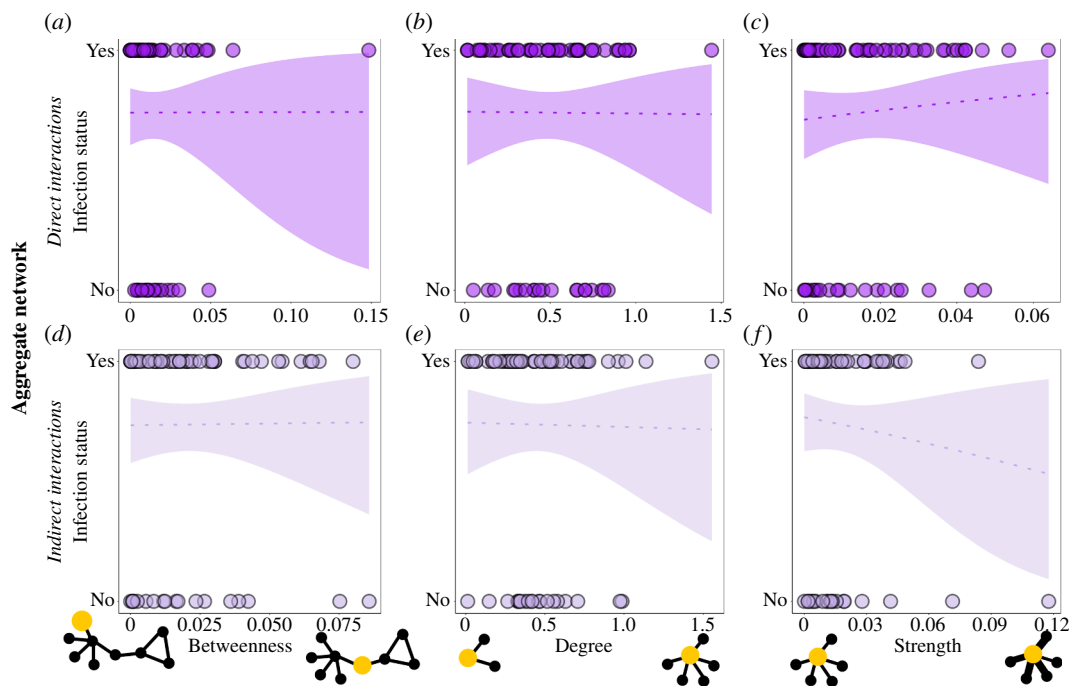 (a)
(b)
(c)
Yes
Yes
Yes
Direct interactions
Infection status
No
No
No
0
0.05
0.10
0.15
0
0.5
1.0
1.5
0
0.02
0.04
0.06
Aggregate network
(d)
(e)
(f)
Yes
Yes
Yes
Indirect interactions
Infection status
No
No
No
0
0.025
0.050
0.075
0
0.5
1.0
1.5
0
0.03
0.06
0.09
0.12
Betweenness
Degree
Strength